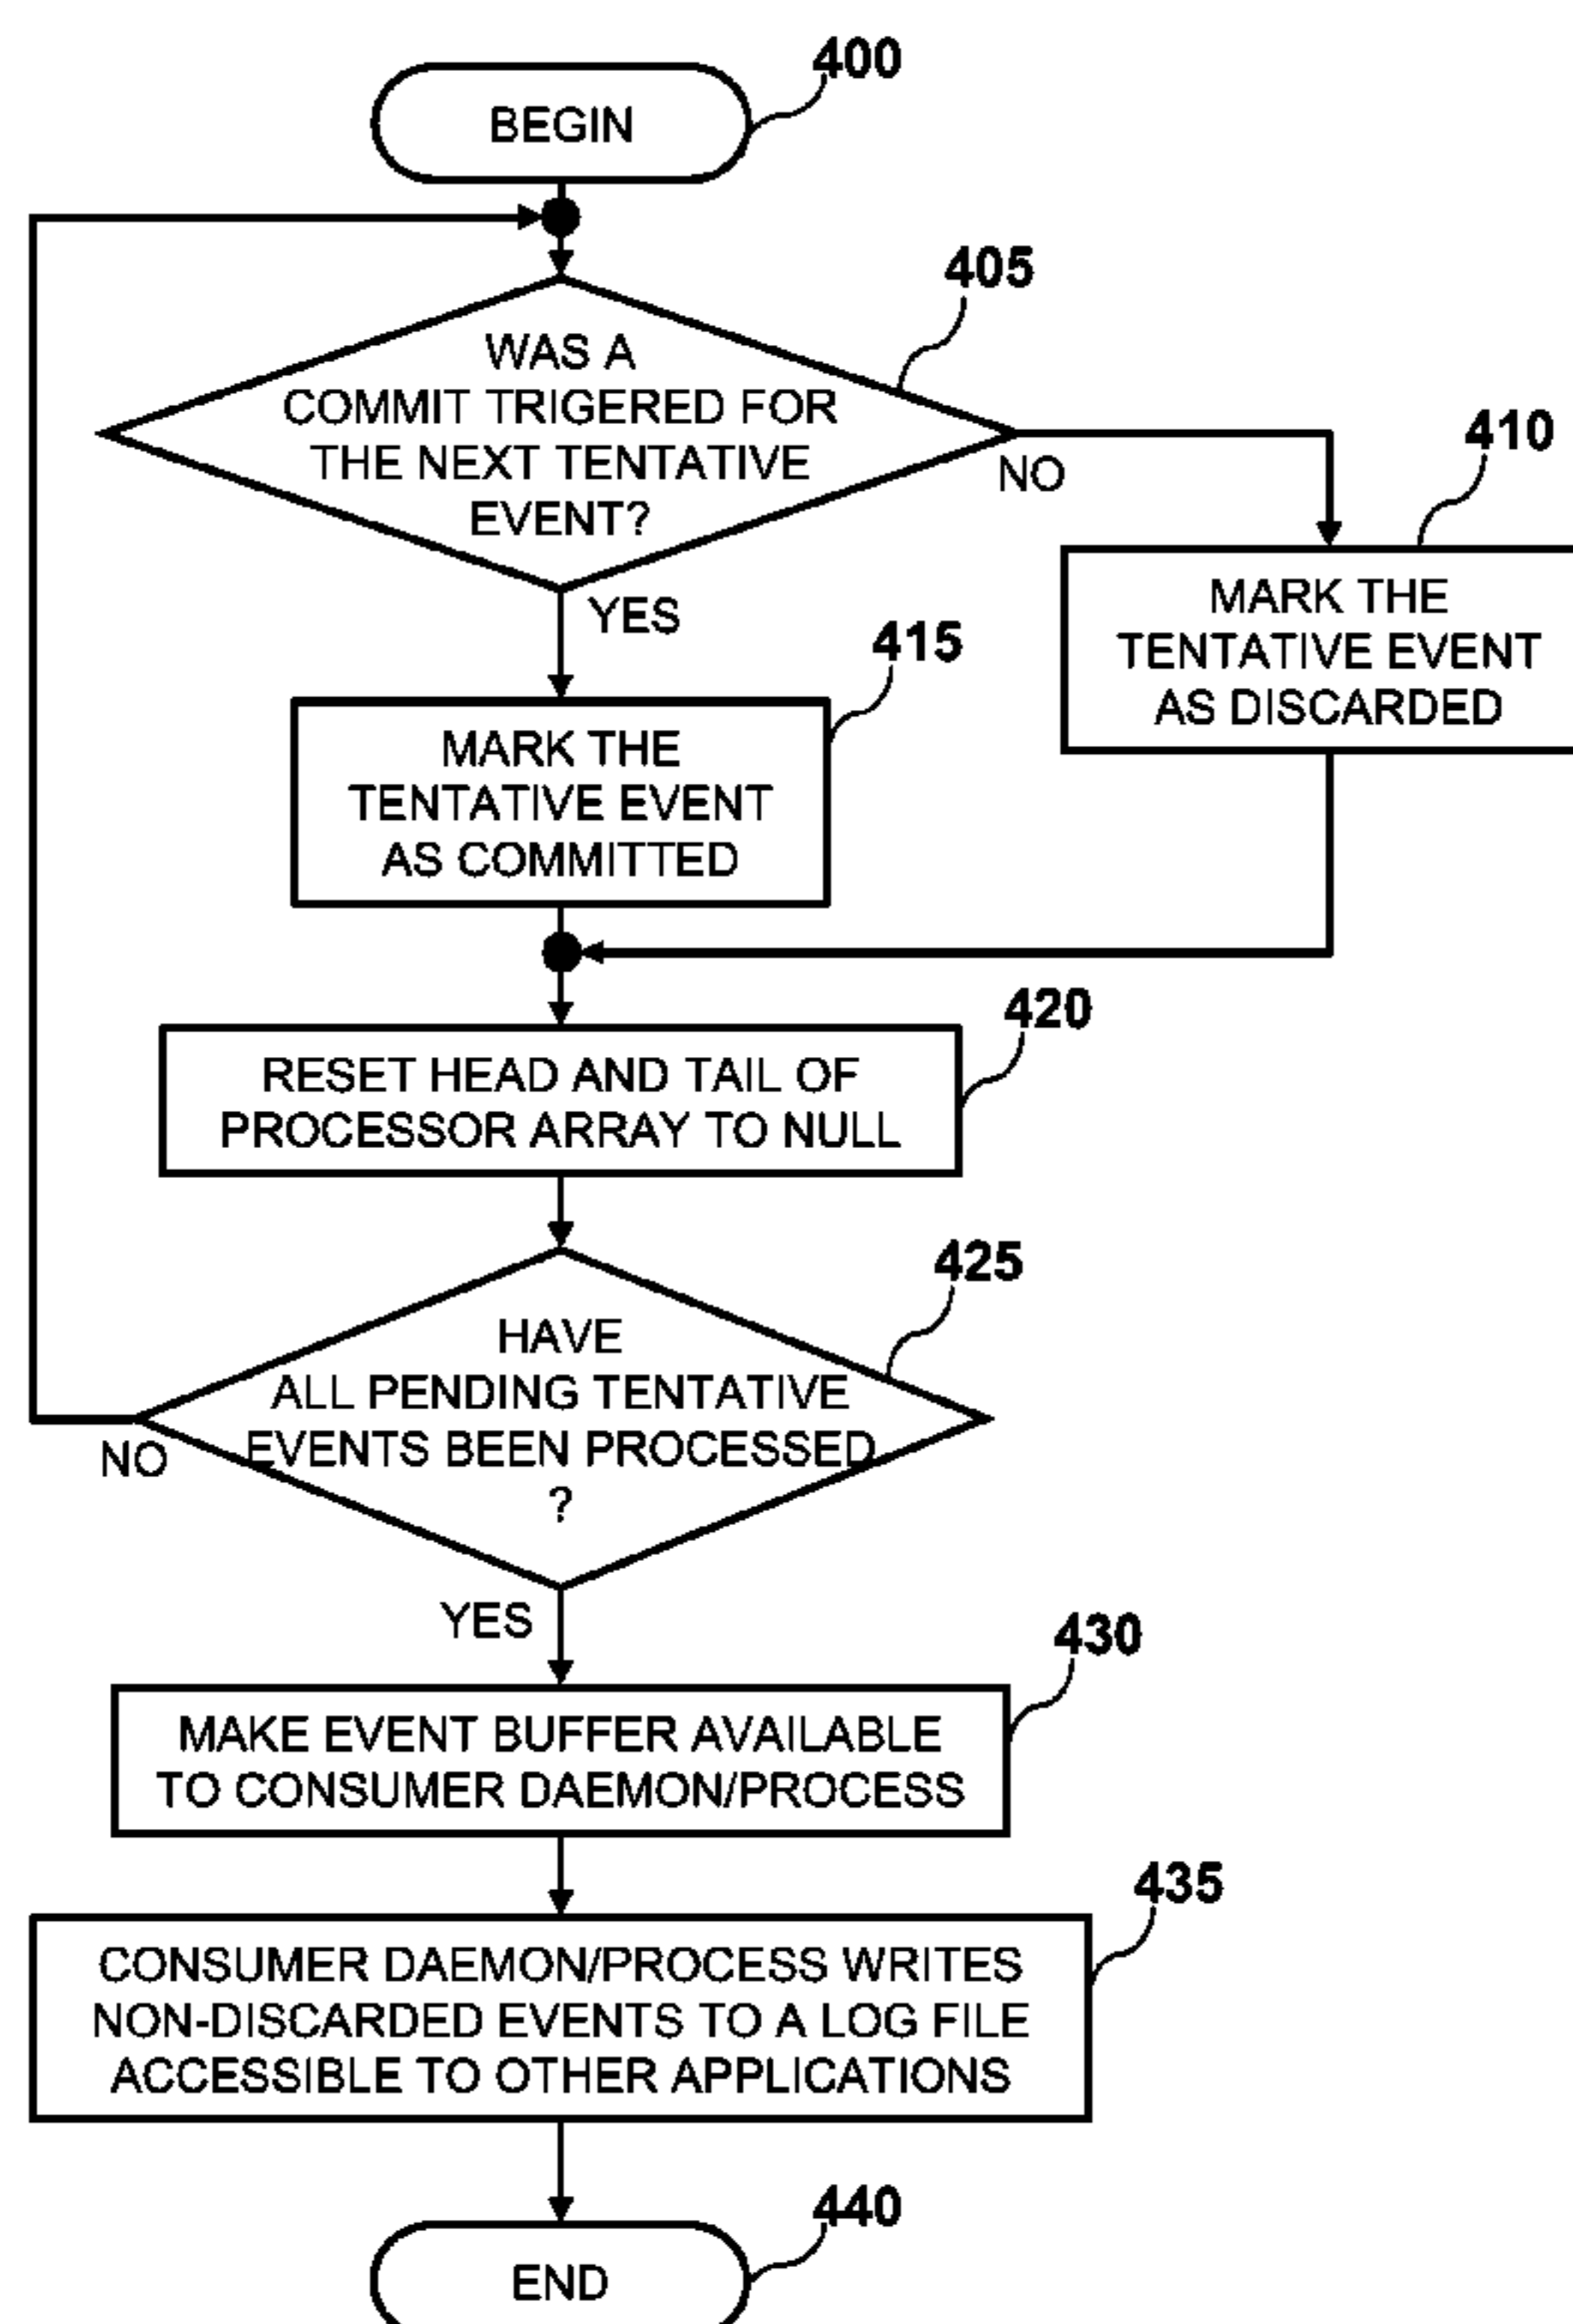 400
BEGIN
405
WAS A
COMMIT TRIGERED FOR
THE NEXT TENTATIVE
EVENT?
NO
410
MARK THE
TENTATIVE EVENT
AS DISCARDED
YES
415
MARK THE
TENTATIVE EVENT
AS COMMITTED
420
RESET HEAD AND TAIL OF
PROCESSOR ARRAY TO NULL
425
HAVE
ALL PENDING TENTATIVE
EVENTS BEEN PROCESSED
?
NO
YES
430
MAKE EVENT BUFFER AVAILABLE
TO CONSUMER DAEMON/PROCESS
435
CONSUMER DAEMON/PROCESS WRITES
NON-DISCARDED EVENTS TO A LOG FILE
ACCESSIBLE TO OTHER APPLICATIONS
440
END